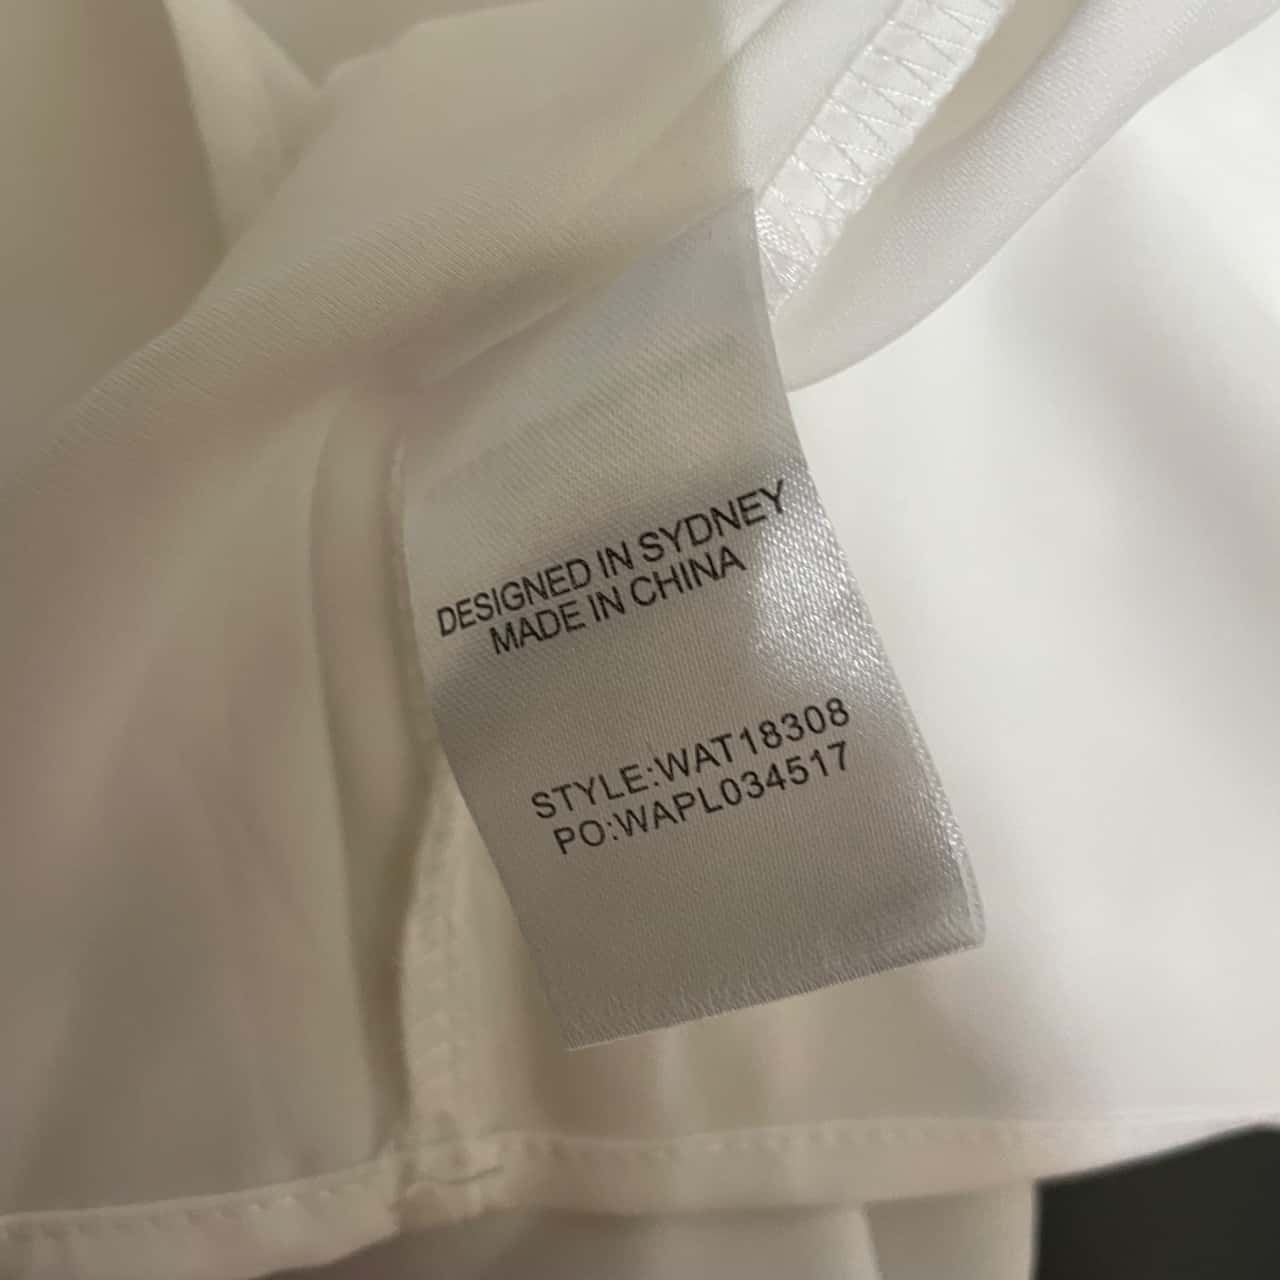 DESIGNED IN SYDNEY
MADE IN CHINA
STYLE:WAT18308
PO:WAPL034517